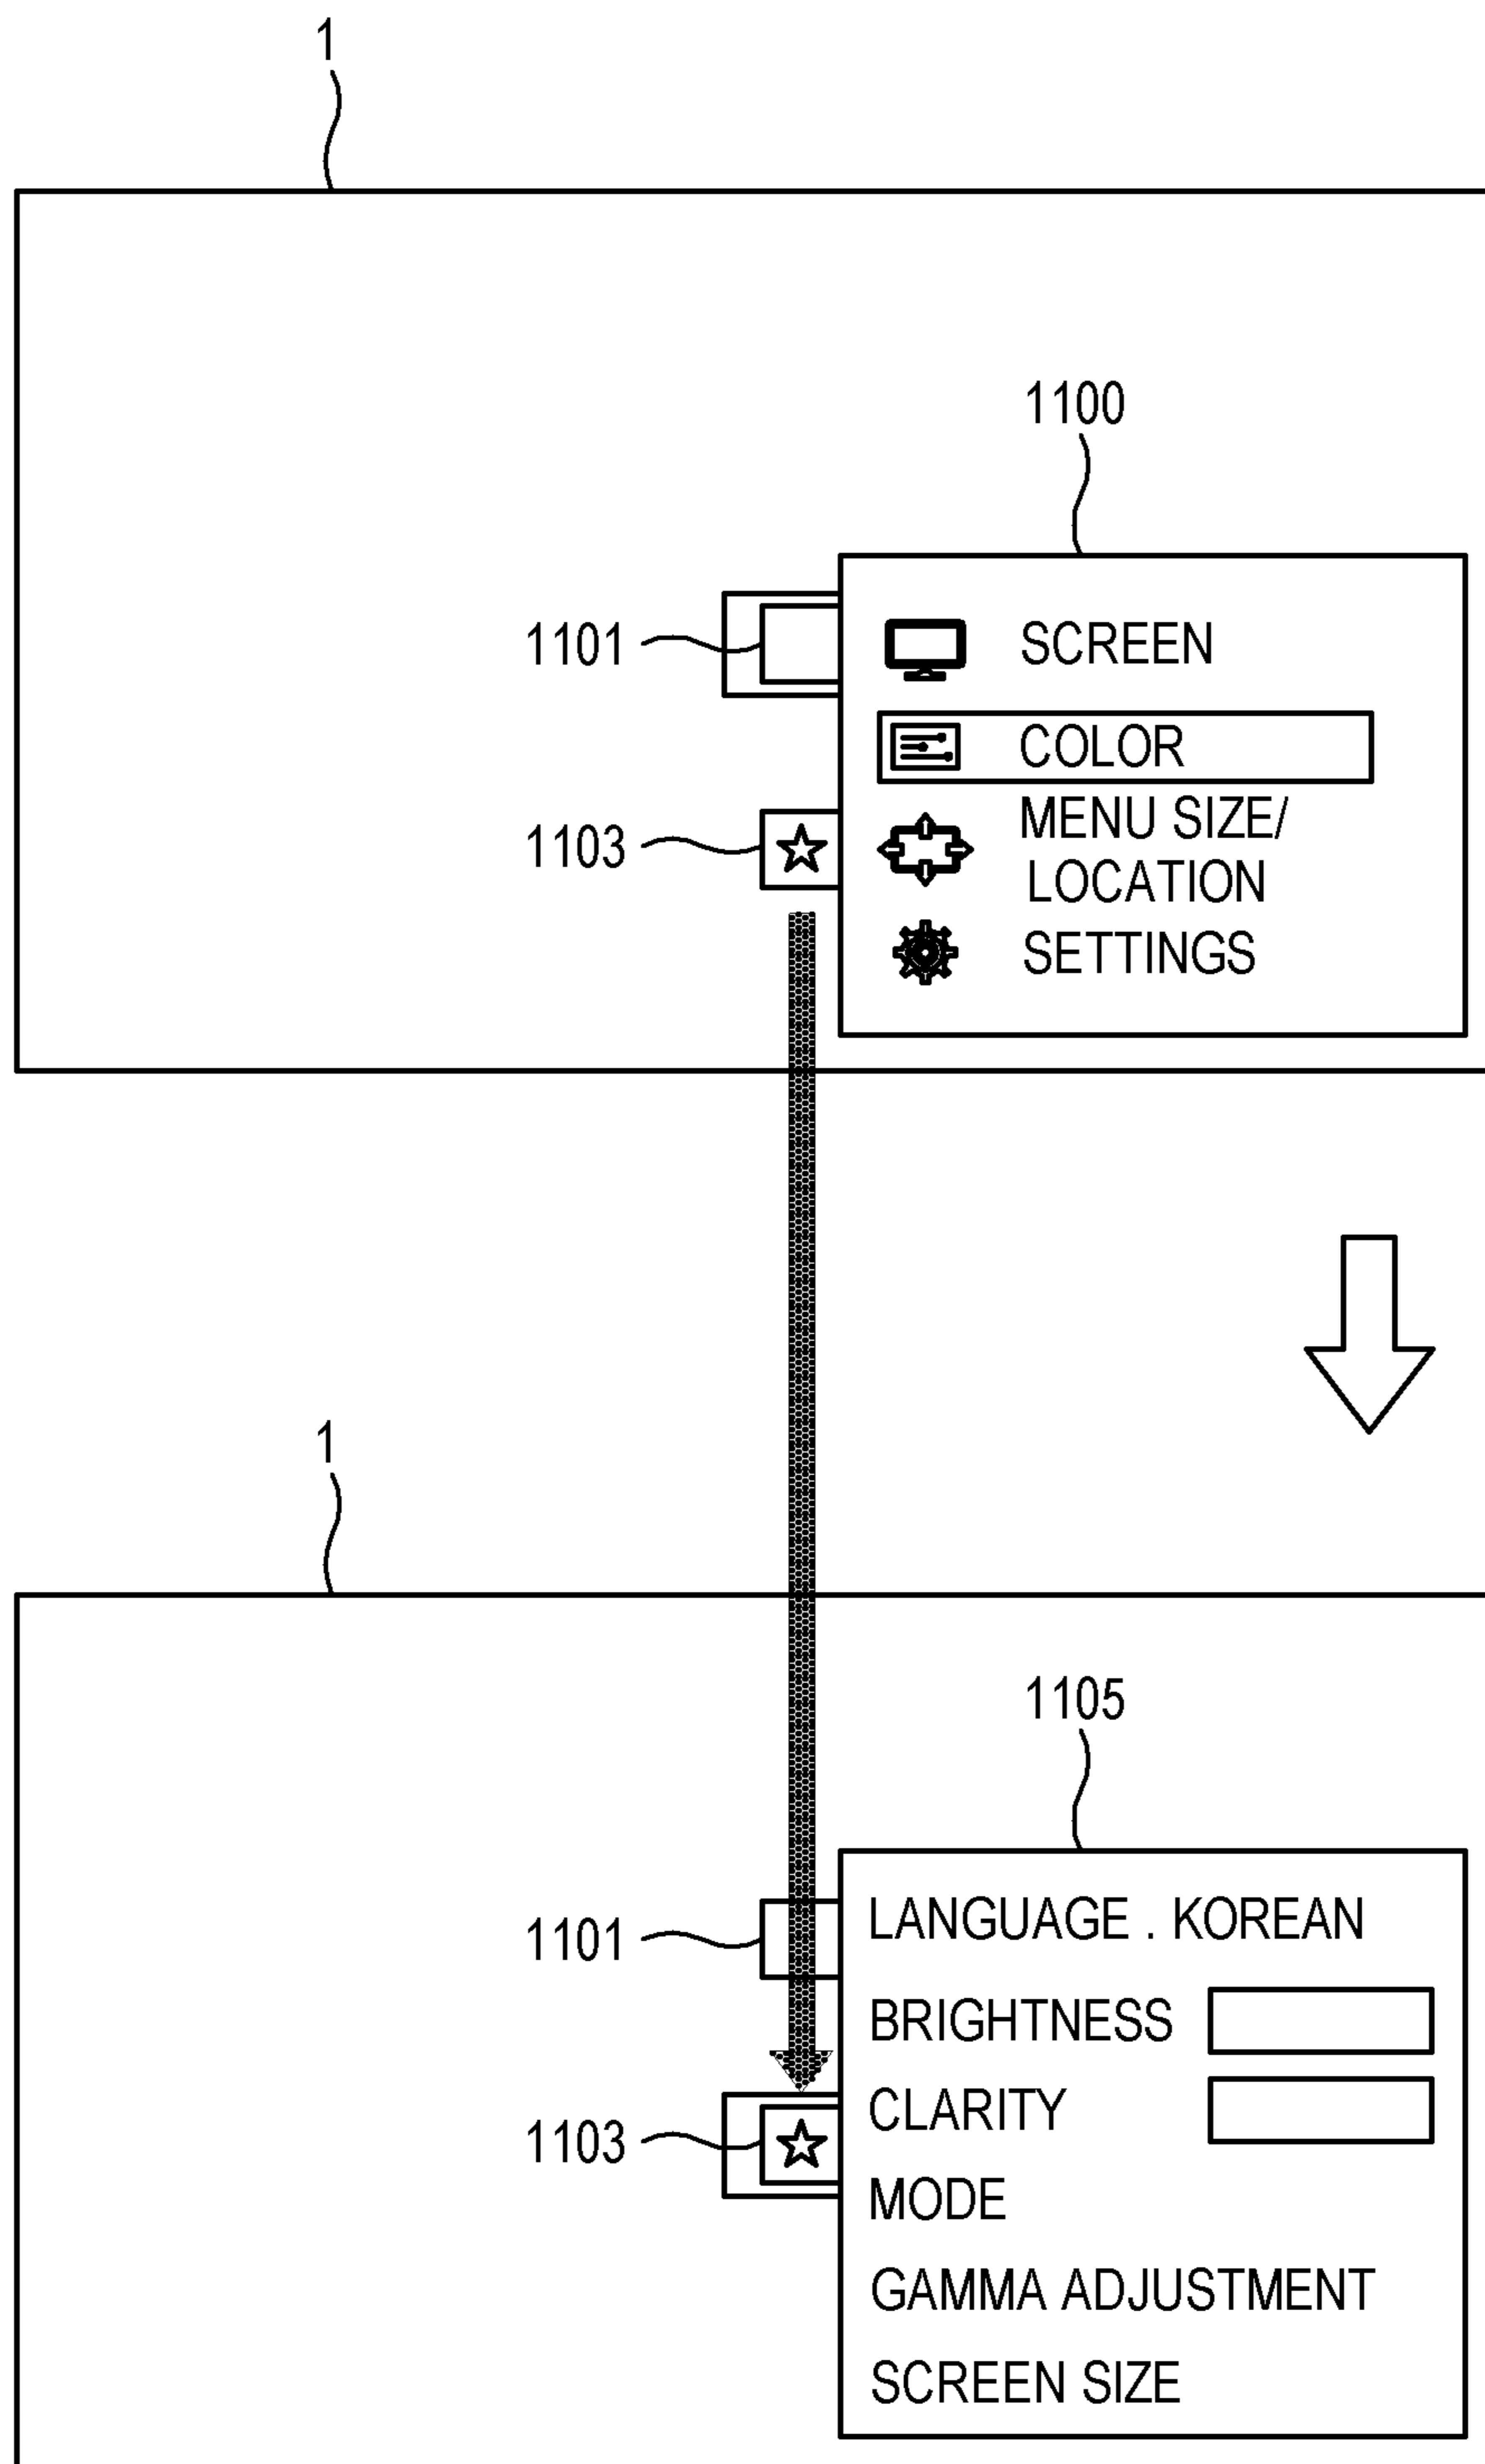 1
1100
1101
SCREEN
COLOR
1103
MENU SIZE/
LOCATION
SETTINGS
1
1105
1101
LANGUAGE . KOREAN
BRIGHTNESS
CLARITY
1103
MODE
GAMMA ADJUSTMENT
SCREEN SIZE